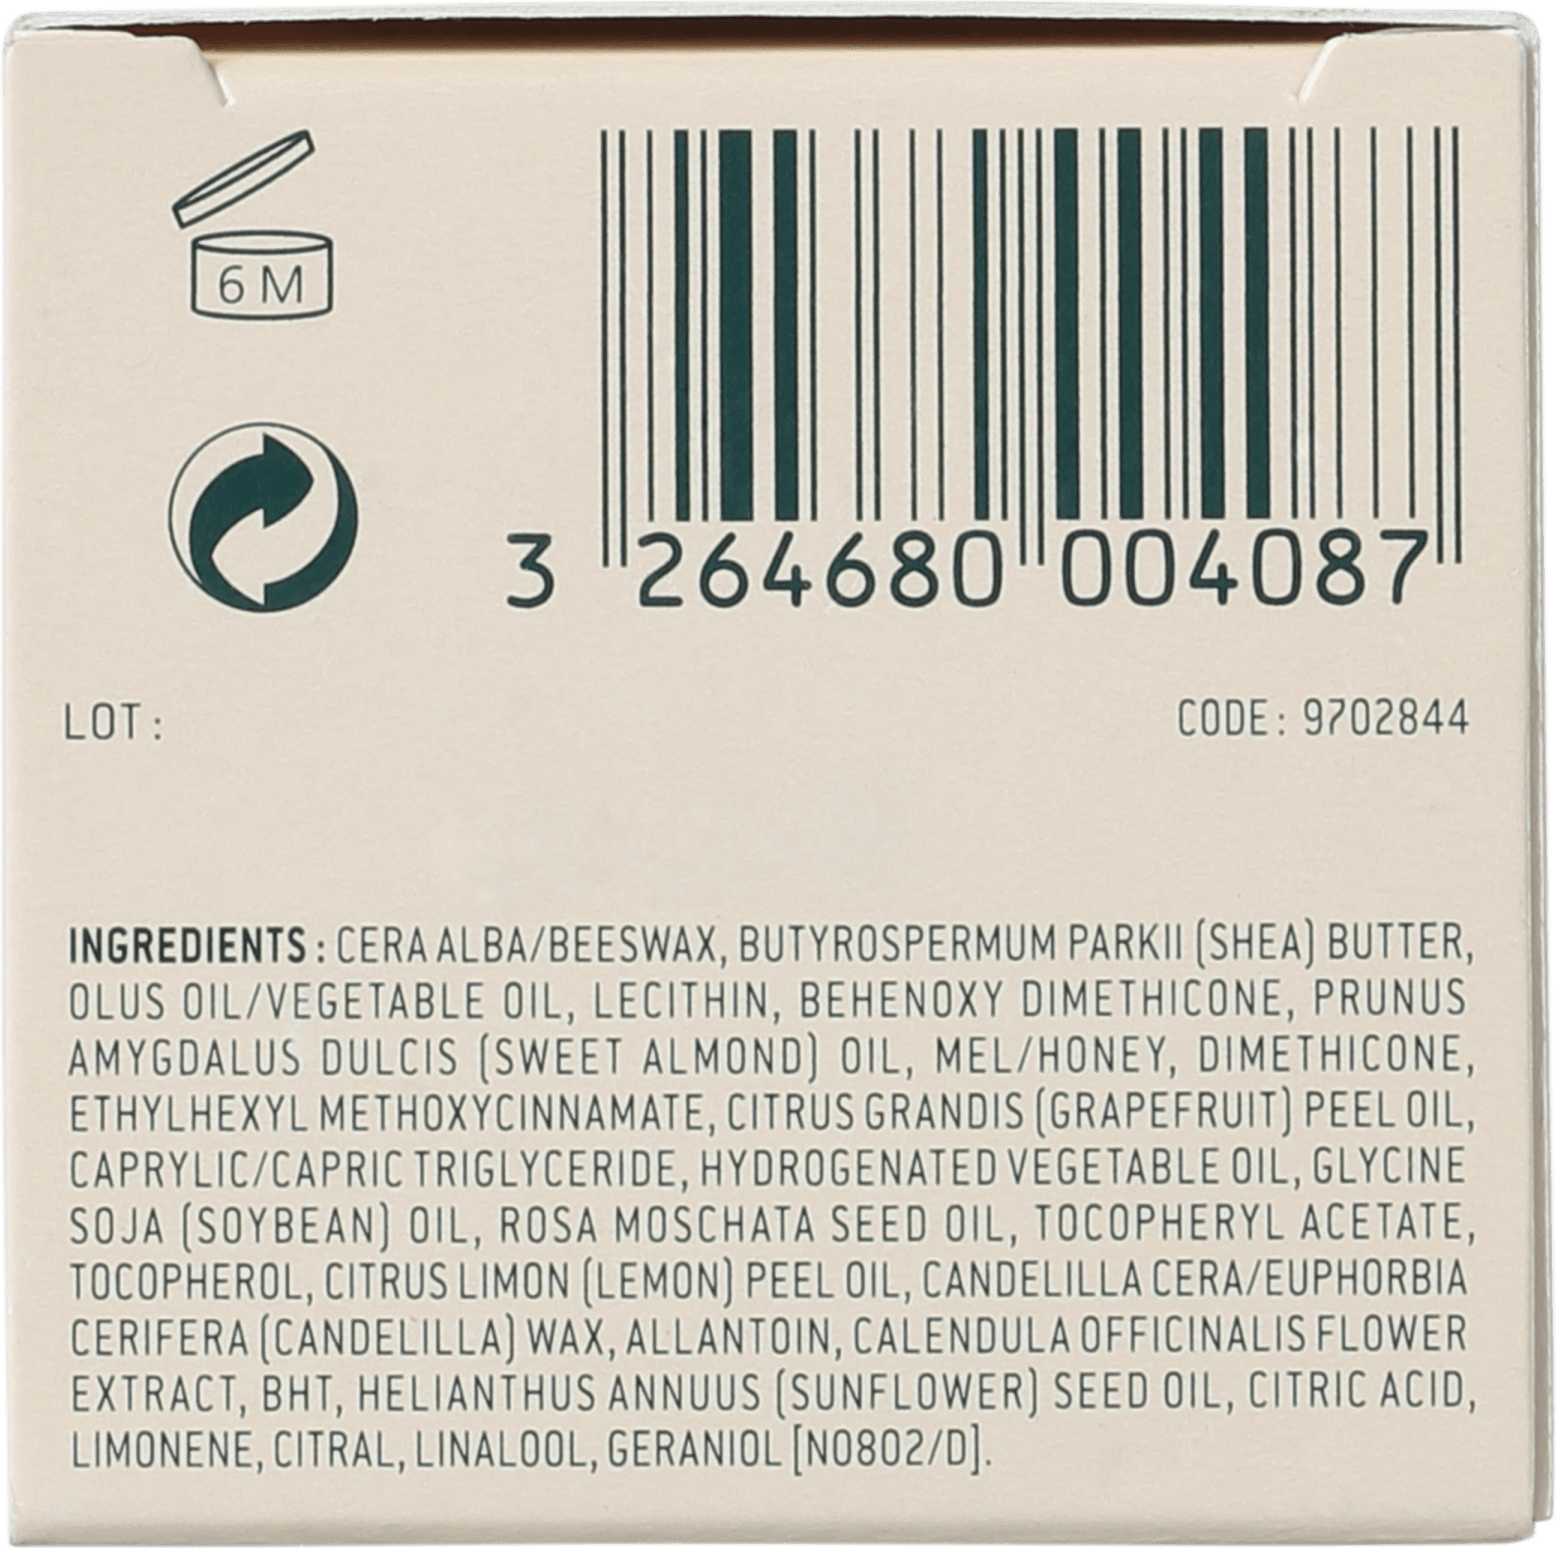 6 M
3 264680 004087
LOT :
CODE : 9702844
INGREDIENTS : CERA ALBA/BEESWAX, BUTYROSPERMUM PARKII (SHEA) BUTTER,
OLUS OIL/VEGETABLE OIL, LECITHIN, BEHENOXY DIMETHICONE, PRUNUS
AMYGDALUS DULCIS (SWEET ALMOND) OIL, MEL/HONEY, DIMETHICONE,
ETHYLHEXYL METHOXYCINNAMATE, CITRUS GRANDIS (GRAPEFRUIT) PEEL OIL,
CAPRYLIC/CAPRIC TRIGLYCERIDE, HYDROGENATED VEGETABLE OIL, GLYCINE
SOJA (SOYBEAN) OIL, ROSA MOSCHATA SEED OIL, TOCOPHERYL ACETATE,
TOCOPHEROL, CITRUS LIMON (LEMON) PEEL OIL, CANDELILLA CERA/EUPHORBIA
CERIFERA (CANDELILLA) WAX, ALLANTOIN, CALENDULA OFFICINALIS FLOWER
EXTRACT, BHT, HELIANTHUS ANNUUS (SUNFLOWER) SEED OIL, CITRIC ACID,
LIMONENE, CITRAL, LINALOOL, GERANIOL [N0802/D].